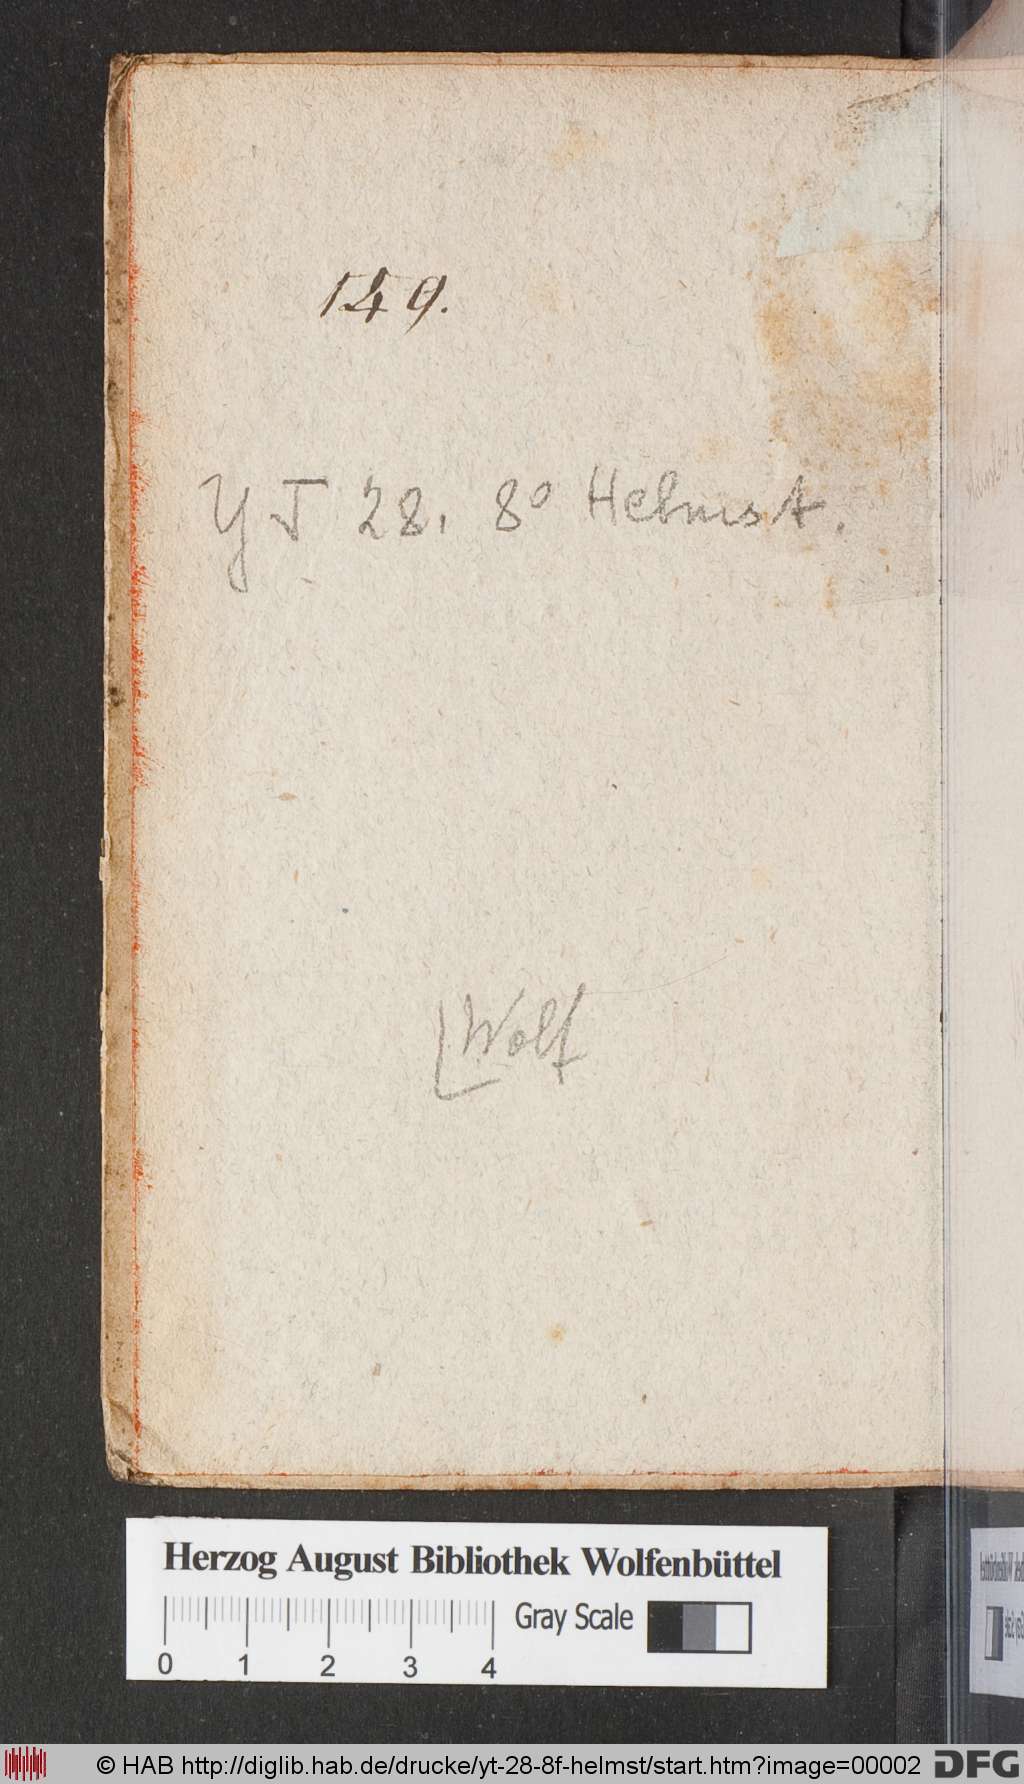 149.
YT 28. 8° Helmst.
[Wolf
Herzog August Bibliothek Wolfenbüttel
Gray Scale
0 1 2 3 4
© HAB http://diglib.hab.de/drucke/yt-28-8f-helmst/start.htm?image=00002 DFG